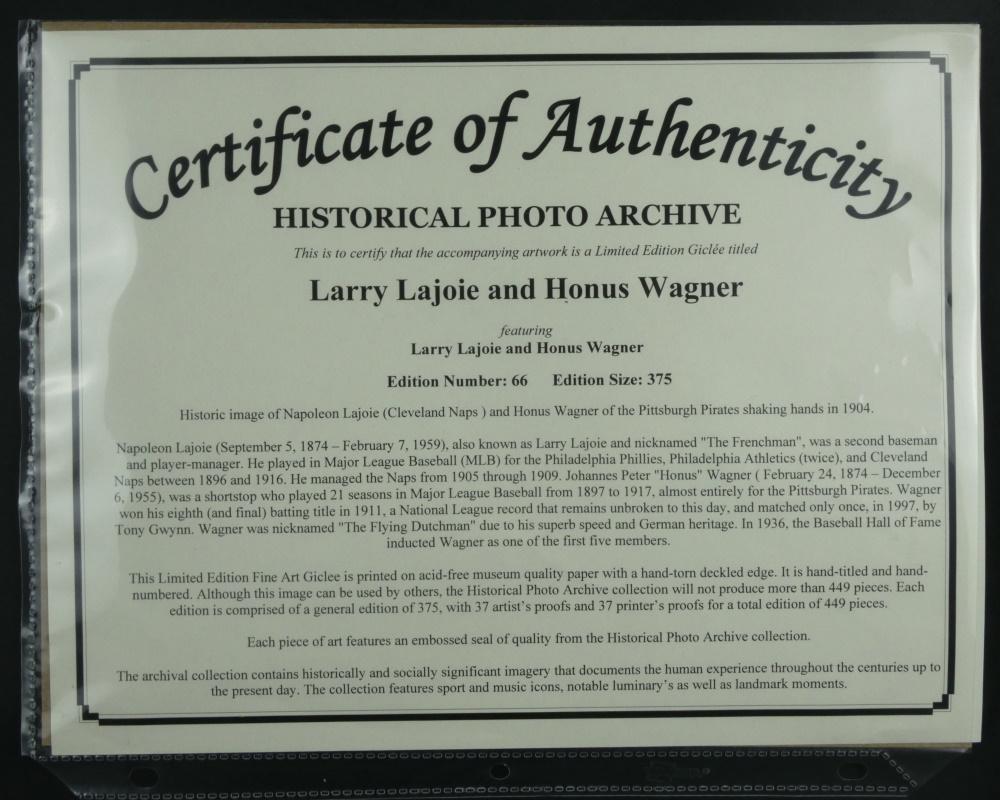 Certificate of Authenticity
HISTORICAL PHOTO ARCHIVE
This is to certify that the accompanying artwork is a Limited Edition Giclée titled
Larry Lajoie and Honus Wagner
featuring
Larry Lajoie and Honus Wagner
Edition Number: 66 Edition Size: 375
Historic image of Napoleon Lajoie (Cleveland Naps ) and Honus Wagner of the Pittsburgh Pirates shaking hands in 1904.
Napoleon Lajoie (September 5, 1874 – February 7, 1959), also known as Larry Lajoie and nicknamed "The Frenchman", was a second baseman
and player-manager. He played in Major League Baseball (MLB) for the Philadelphia Phillies, Philadelphia Athletics (twice), and Cleveland
Naps between 1896 and 1916. He managed the Naps from 1905 through 1909. Johannes Peter "Honus" Wagner ( February 24, 1874 – December
6, 1955), was a shortstop who played 21 seasons in Major League Baseball from 1897 to 1917, almost entirely for the Pittsburgh Pirates. Wagner
won his eighth (and final) batting title in 1911, a National League record that remains unbroken to this day, and matched only once, in 1997, by
Tony Gwynn. Wagner was nicknamed "The Flying Dutchman" due to his superb speed and German heritage. In 1936, the Baseball Hall of Fame
inducted Wagner as one of the first five members.
This Limited Edition Fine Art Giclee is printed on acid-free museum quality paper with a hand-torn deckled edge. It is hand-titled and hand-
numbered. Although this image can be used by others, the Historical Photo Archive collection will not produce more than 449 pieces. Each
edition is comprised of a general edition of 375, with 37 artist's proofs and 37 printer's proofs for a total edition of 449 pieces.
Each piece of art features an embossed seal of quality from the Historical Photo Archive collection.
The archival collection contains historically and socially significant imagery that documents the human experience throughout the centuries up to
the present day. The collection features sport and music icons, notable luminary's as well as landmark moments.